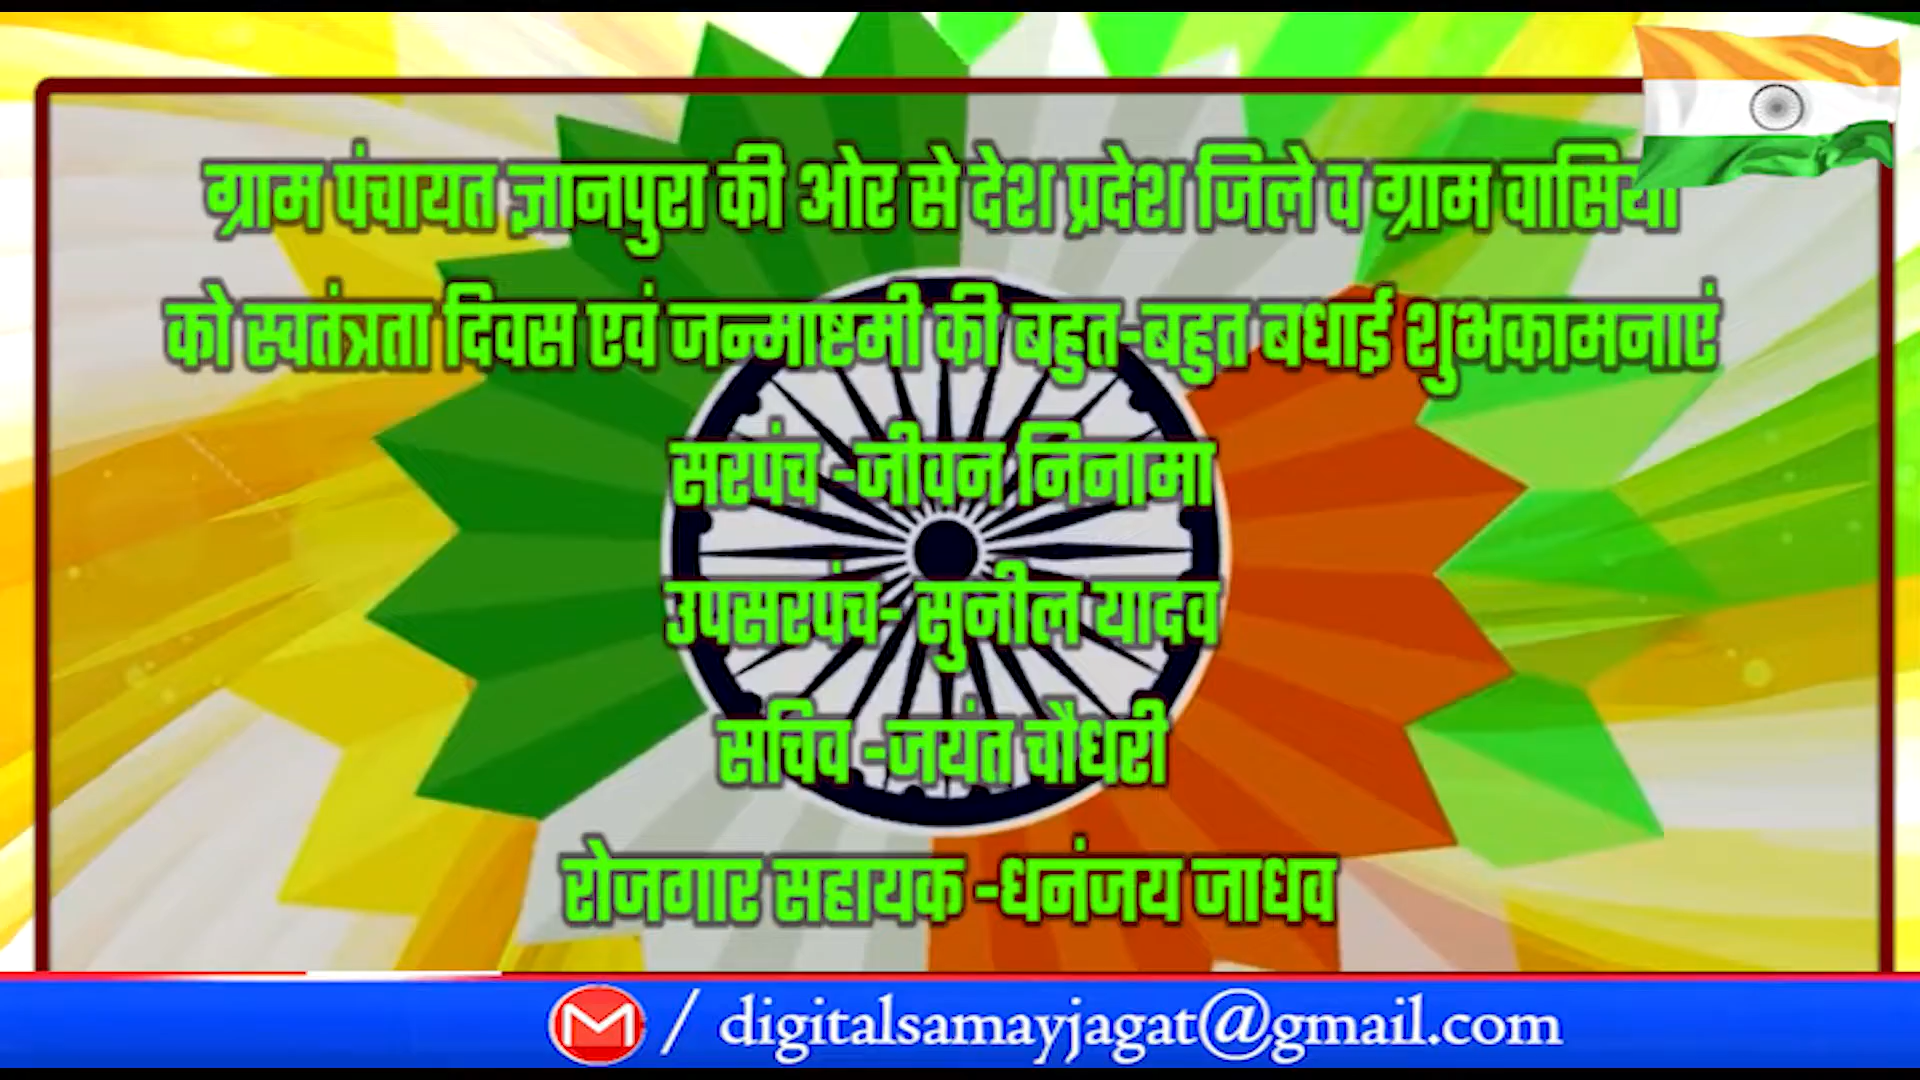 ग्राम पंचायत ज्ञानपुरा की ओर से देश प्रदेश जिले व ग्राम वासियों
को स्वतंत्रता दिवस एवं जन्माष्टमी की बहुत-बहुत बधाई शुभकामनाएं
सरपंच -जीवन निनामा
उपसरपंच- सुनील यादव
सचिव -जयंत चौधरी
रोजगार सहायक -धनंजय जाधव
/ digitalsamayjagat@gmail.com